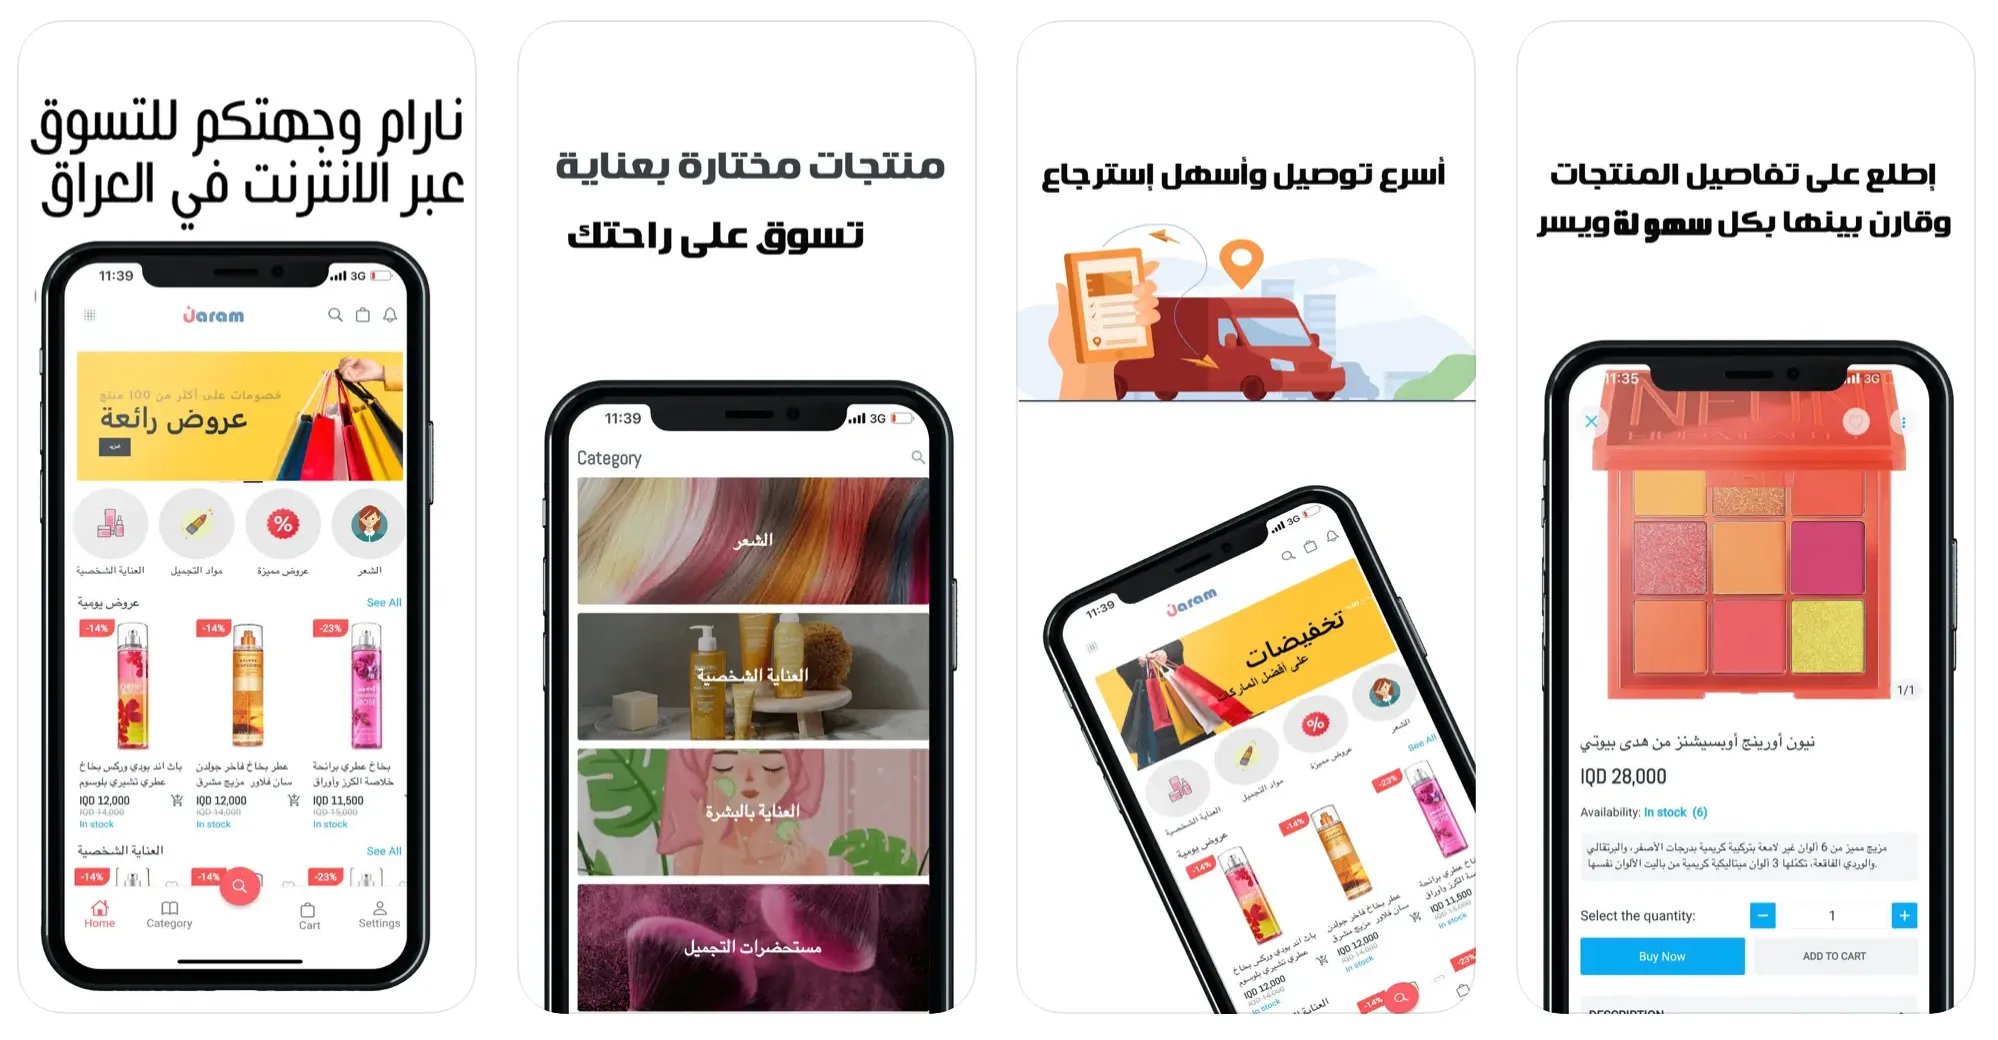 نارام وجهتكم للتسوق
عبر الانترنت في العراق
11:39
3G
naram
خصومات على أكثر من 100 منتج
عروض رائعة
المزيد
العناية الشخصية
مواد التجميل
عروض مميزة
الشعر
عروض يومية
See All
-14%
-14%
-23%
باث اند بودي وركس بخاخ
عطري تشيري بلوسوم
IQD 12,000
IQD 14,000
In stock
عطر بخاخ فاخر جولدن
سان فلاور مزيج مشرق
IQD 12,000
IQD 14,000
In stock
بخاخ عطري برائحة
خلاصة الكرز وأوراق
IQD 11,500
IQD 15,000
In stock
العناية الشخصية
See All
-14%
-14%
-23%
Home
Category
Cart
Settings
منتجات مختارة بعناية
تسوق على راحتك
11:39
3G
Category
الشعر
العناية الشخصية
العناية بالبشرة
مستحضرات التجميل
أسرع توصيل وأسهل إسترجاع
11:39
3G
naram
تخفيضات
على أفضل الماركات
العناية الشخصية
مواد التجميل
عروض مميزة
الشعر
عروض يومية
See All
-14%
-14%
-23%
باث اند بودي وركس بخاخ
عطري تشيري بلوسوم
IQD 12,000
IQD 14,000
In stock
عطر بخاخ فاخر جولدن
سان فلاور مزيج مشرق
IQD 12,000
IQD 14,000
In stock
بخاخ عطري برائحة
خلاصة الكرز وأوراق
IQD 11,500
IQD 15,000
In stock
العناية الشخصية
-14%
-23%
إطلع على تفاصيل المنتجات
وقارن بينها بكل سهولة ويسر
11:35
3G
NEON
1/1
نيون أورينج أوبسيشنز من هدى بيوتي
IQD 28,000
Availability: In stock (6)
مزيج مميز من 6 ألوان غير لامعة بتركيبة كريمية بدرجات الأصفر، والبرتقالي
والوردي الفاقعة، تكملها 3 ألوان ميتاليكية كريمية من باليت الألوان نفسها.
Select the quantity:
1
Buy Now
ADD TO CART
DESCRIPTION